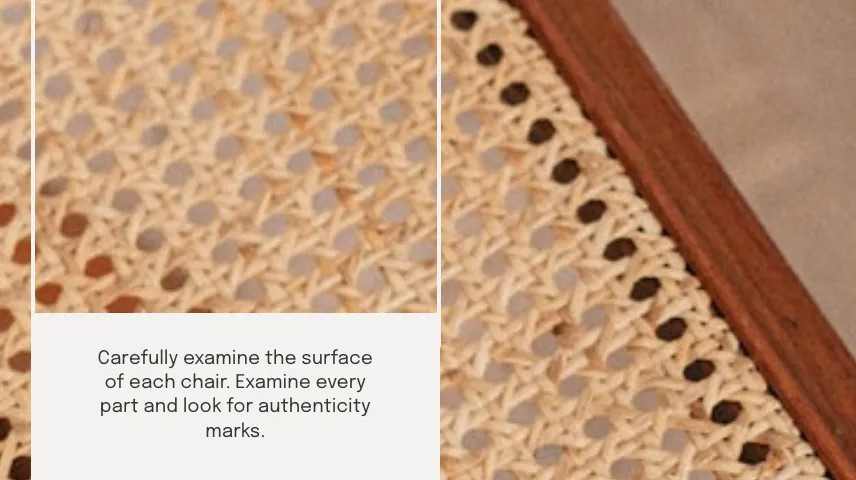 Carefully examine the surface
of each chair. Examine every
part and look for authenticity
marks.